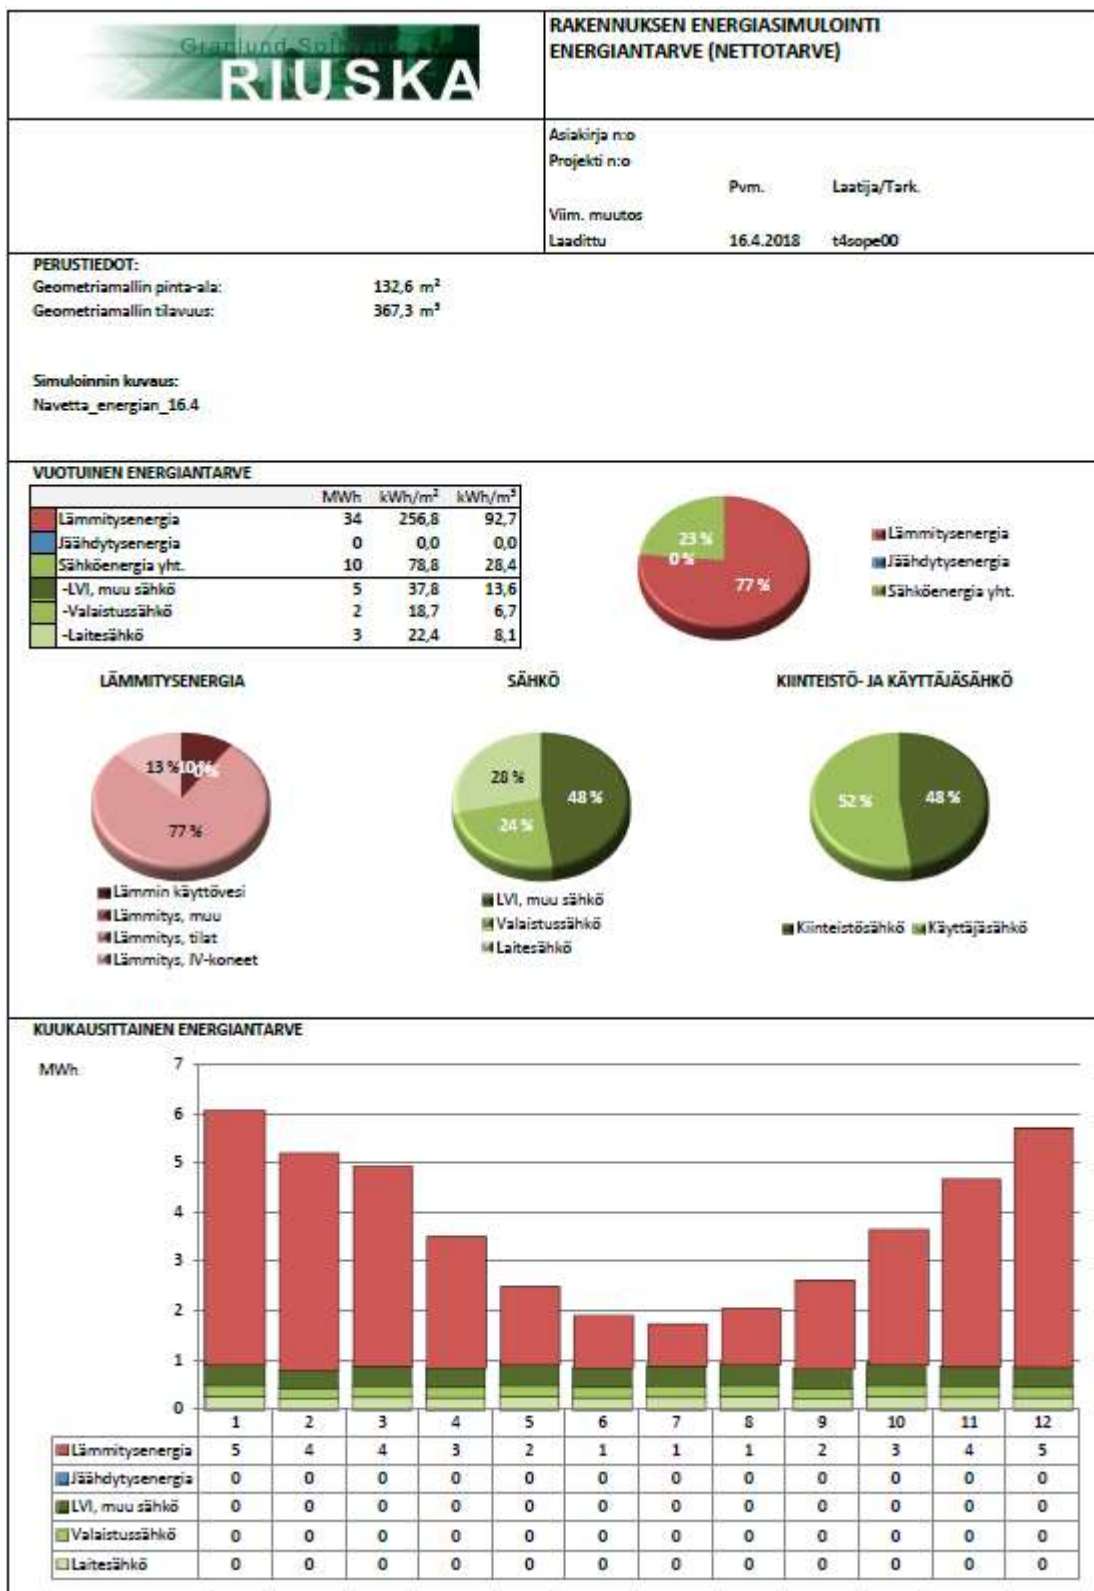 Granlund Software
RIUSKA
RAKENNUKSEN ENERGIASIMULOINTI
ENERGIANTARVE (NETTOTARVE)
Asiakirja n:o
Projekti n:o
Pvm. Laatija/Tark.
Viim. muutos
Laadittu 16.4.2018 t4sope00
PERUSTIEDOT:
Geometriamallin pinta-ala: 132,6 m²
Geometriamallin tilavuus: 367,3 m³
Simuloinnin kuvaus:
Navetta_energian_16.4
VUOTUINEN ENERGIANTARVE
MWh kWh/m² kWh/m³
Lämmitysenergia 34 256,8 92,7
Jäähdytysenergia 0 0,0 0,0
Sähköenergia yht. 10 78,8 28,4
-LVI, muu sähkö 5 37,8 13,6
-Valaistussähkö 2 18,7 6,7
-Laitesähkö 3 22,4 8,1
23 %
0 %
77 %
Lämmitysenergia
Jäähdytysenergia
Sähköenergia yht.
LÄMMITYSENERGIA
13 % 10 % 0 %
77 %
Lämmin käyttövesi
Lämmitys, muu
Lämmitys, tilat
Lämmitys, IV-koneet
SÄHKÖ
28 %
48 %
24 %
LVI, muu sähkö
Valaistussähkö
Laitesähkö
KIINTEISTÖ- JA KÄYTTÄJÄSÄHKÖ
52 % 48 %
Kiinteistösähkö Käyttäjäsähkö
KUUKAUSITTAINEN ENERGIANTARVE
MWh
7
6
5
4
3
2
1
0
1 2 3 4 5 6 7 8 9 10 11 12
Lämmitysenergia 5 4 4 3 2 1 1 1 2 3 4 5
Jäähdytysenergia 0 0 0 0 0 0 0 0 0 0 0 0
LVI, muu sähkö 0 0 0 0 0 0 0 0 0 0 0 0
Valaistussähkö 0 0 0 0 0 0 0 0 0 0 0 0
Laitesähkö 0 0 0 0 0 0 0 0 0 0 0 0